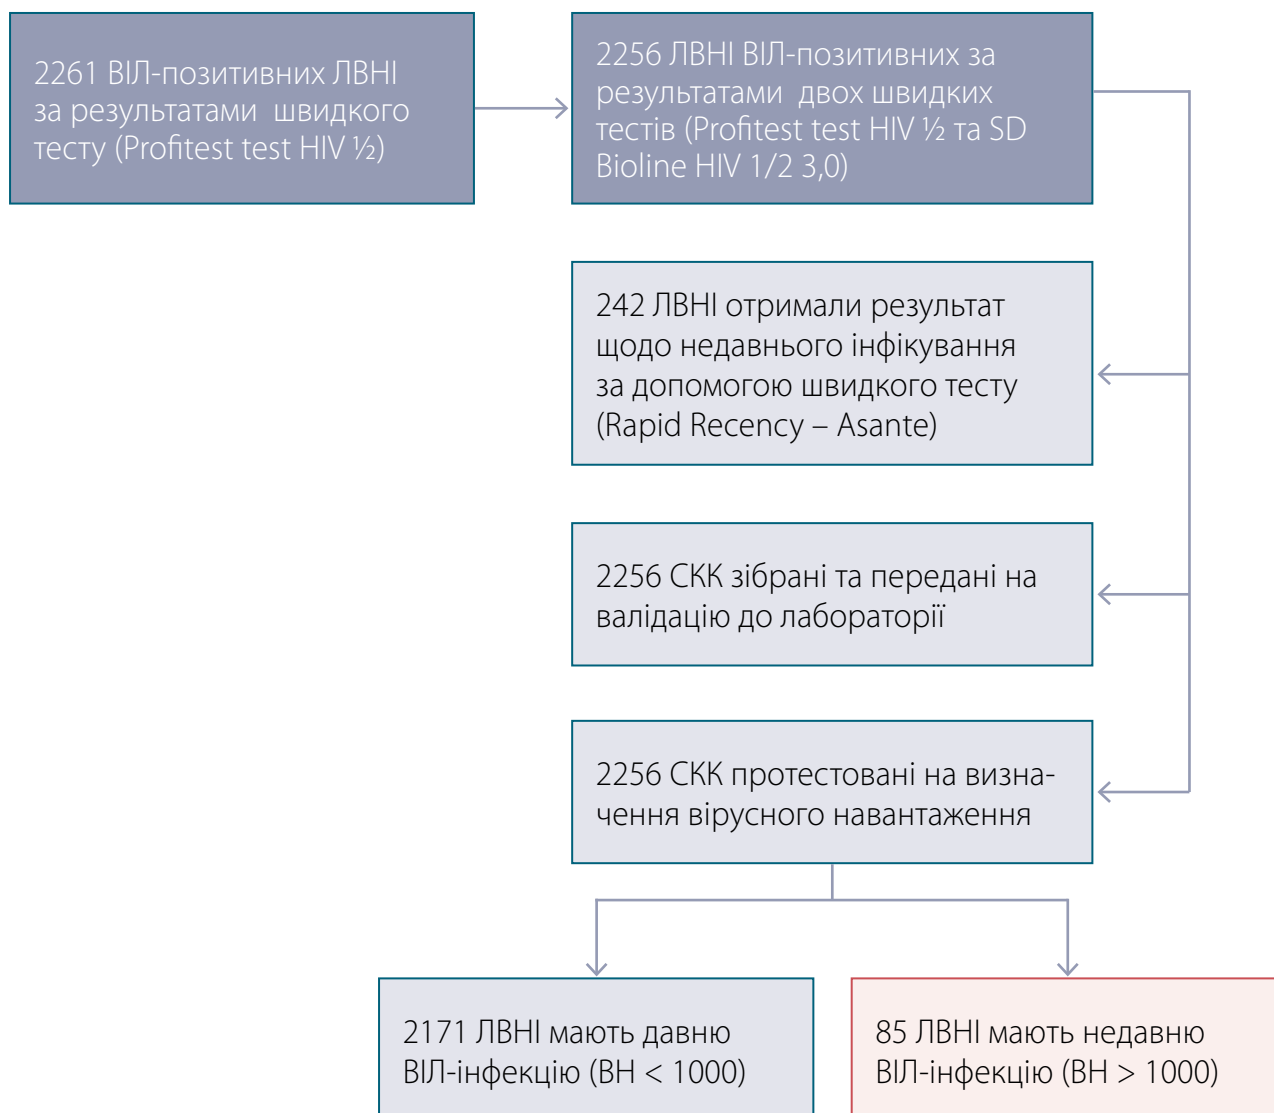 2261 ВІЛ-позитивних ЛВНІ
за результатами швидкого
тесту (Profitest test HIV ½)
2256 ЛВНІ ВІЛ-позитивних за
результатами двох швидких
тестів (Profitest test HIV ½ та SD
Bioline HIV 1/2 3,0)
242 ЛВНІ отримали результат
щодо недавнього інфікування
за допомогою швидкого тесту
(Rapid Recency – Asante)
2256 СКК зібрані та передані на
валідацію до лабораторії
2256 СКК протестовані на визна-
чення вірусного навантаження
2171 ЛВНІ мають давню
ВІЛ-інфекцію (ВН < 1000)
85 ЛВНІ мають недавню
ВІЛ-інфекцію (ВН > 1000)